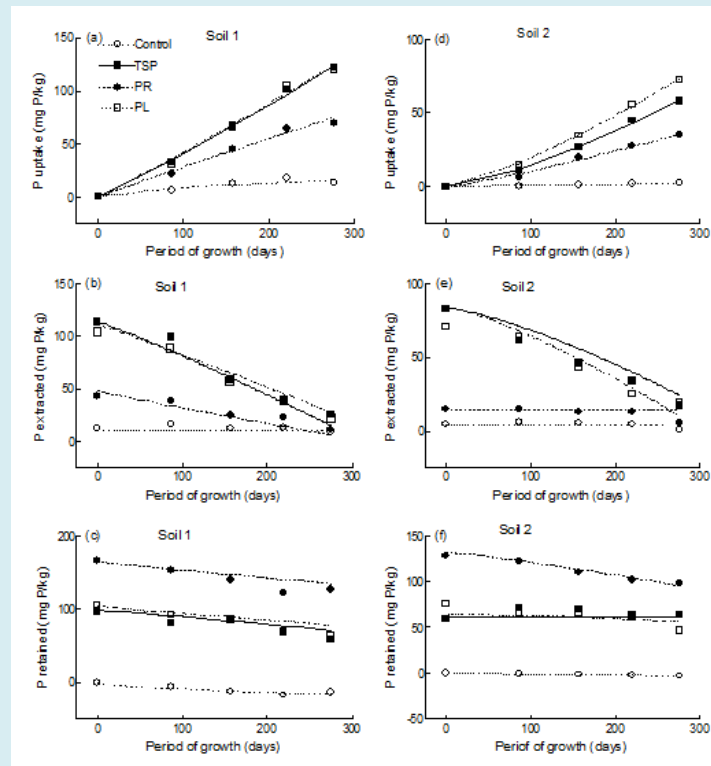 (a)
Soil 1
Control
TSP
PR
PL
P uptake (mg P/kg)
150
100
50
0
0 100 200 300
Period of growth (days)
(d)
Soil 2
P uptake (mg P/kg)
100
50
0
0 100 200 300
Period of growth (days)
(b)
Soil 1
P extracted (mg P/kg)
150
100
50
0
0 100 200 300
Period of growth (days)
(e)
Soil 2
P extracted (mg P/kg)
100
50
0
0 100 200 300
Period of growth (days)
(c)
Soil 1
P retained (mg P/kg)
200
100
0
0 100 200 300
Period of growth (days)
(f)
Soil 2
P retained (mg P/kg)
150
100
50
0
-50
0 100 200 300
Periof of growth (days)